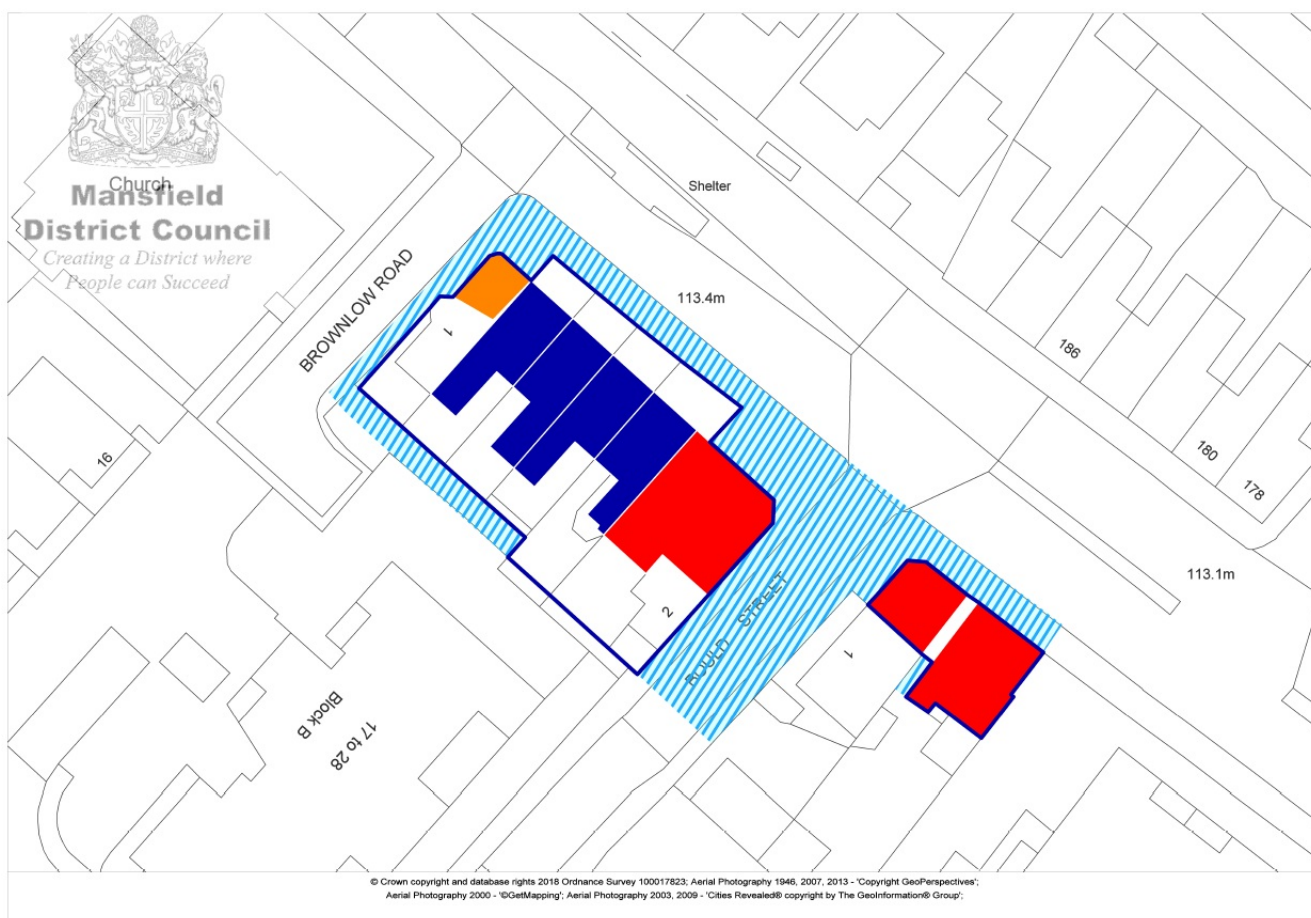 Church
Mansfield
District Council
Creating a District where
People can Succeed
Shelter
BROWNLOW ROAD
113.4m
1
186
16
180
178
113.1m
2
ROULD STREET
1
17 to 28
Block B
© Crown copyright and database rights 2018 Ordnance Survey 100017823; Aerial Photography 1946, 2007, 2013 - 'Copyright GeoPerspectives';
Aerial Photography 2000 - '©GetMapping'; Aerial Photography 2003, 2009 - 'Cities Revealed® copyright by The GeoInformation® Group';